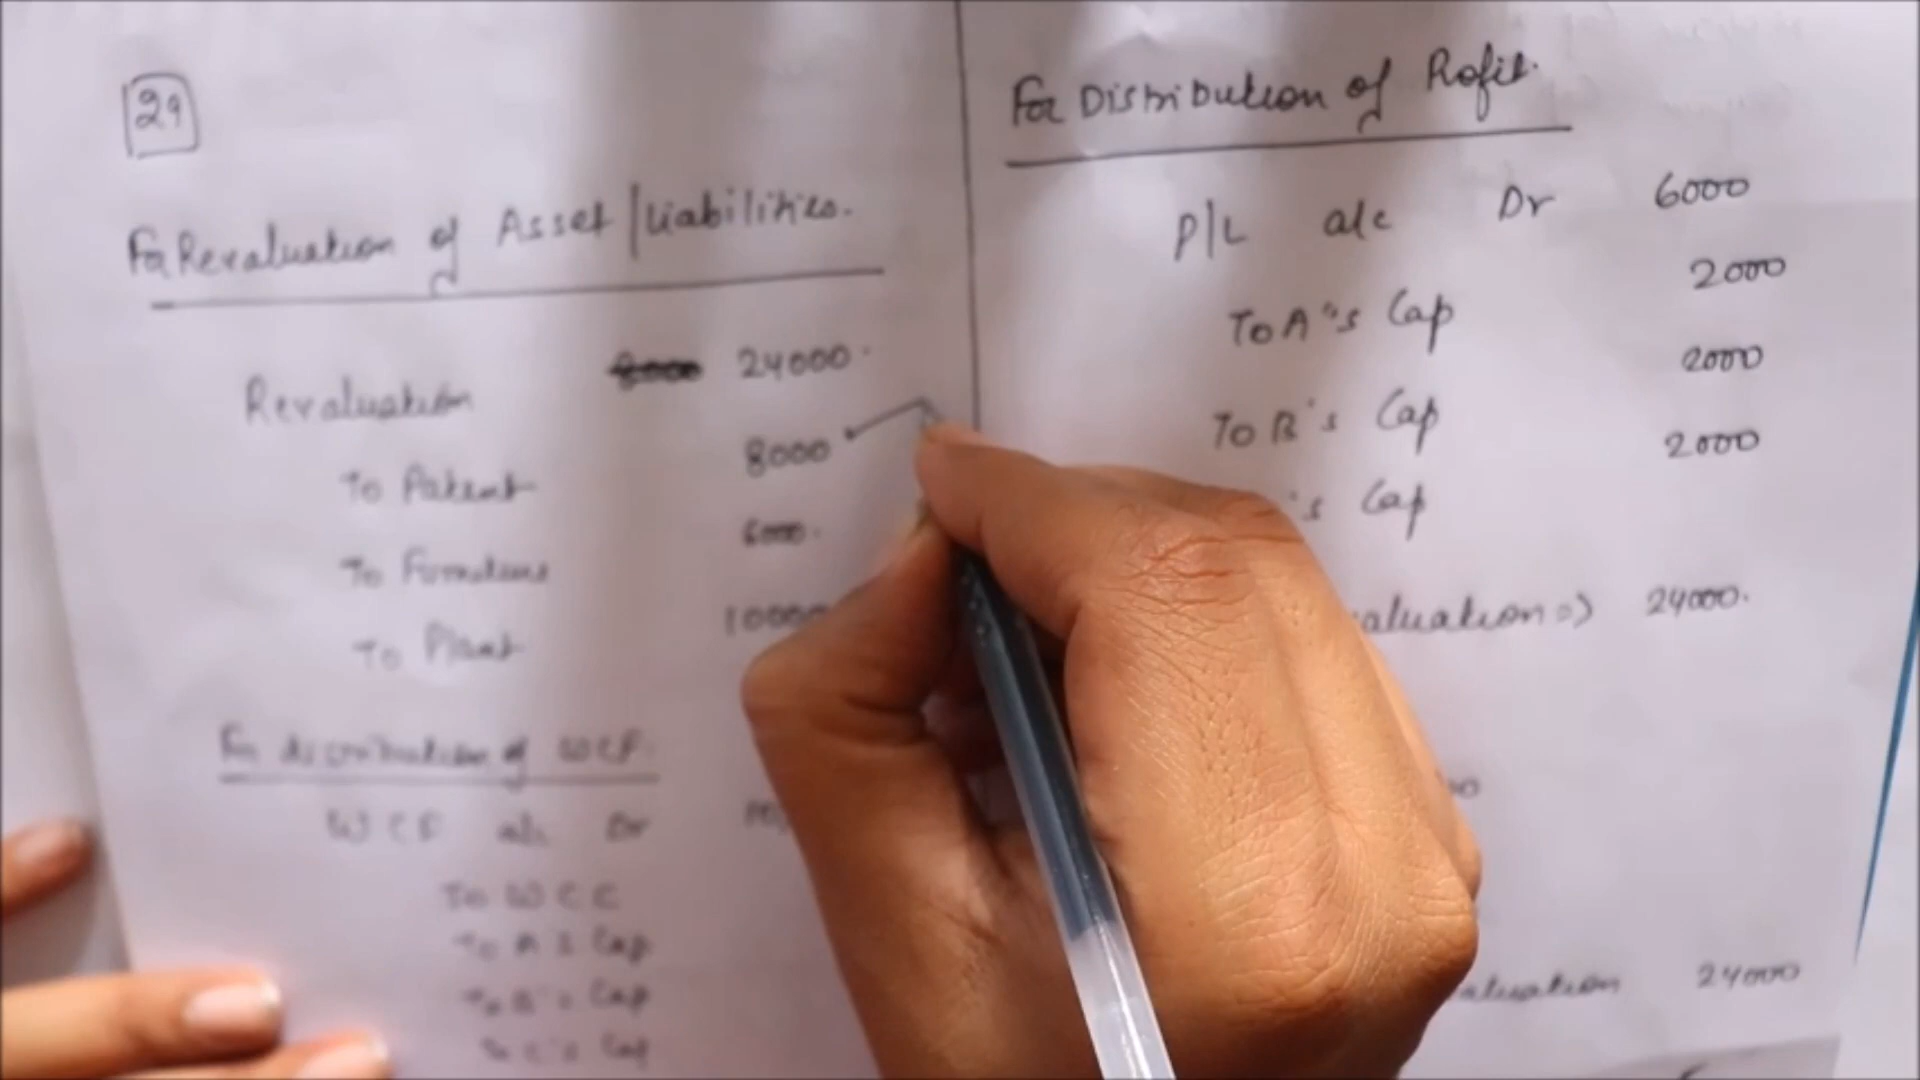 29
For Revaluation of Asset/Liabilities.
Revaluation 24000.
To Patent 8000
To Furniture 6000.
To Plant 10000
For distribution of WCF.
WCF a/c Dr
To WCC
To A's Cap
To B's Cap
To C's Cap
For Distribution of Profit.
P/L a/c Dr 6000
To A's Cap 2000
To B's Cap 2000
's Cap 2000
aluation =) 24000.
aluation 24000